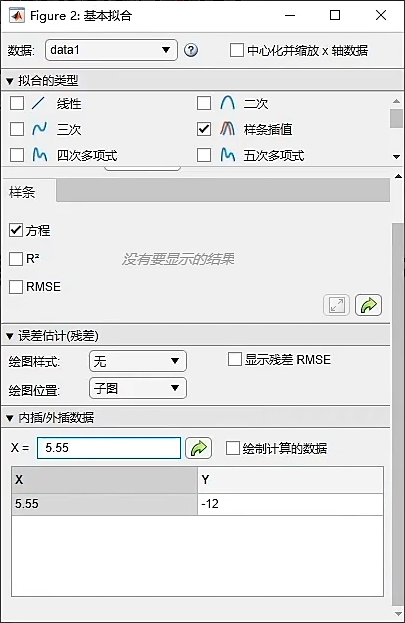 Figure 2: 基本拟合
数据: data1 中心化并缩放 x 轴数据
拟合的类型
线性 二次
三次 样条插值
四次多项式 五次多项式
样条
方程
R²
没有要显示的结果
RMSE
误差估计(残差)
绘图样式: 无 显示残差 RMSE
绘图位置: 子图
内插/外插数据
X = 5.55 绘制计算的数据
X Y
5.55 -12